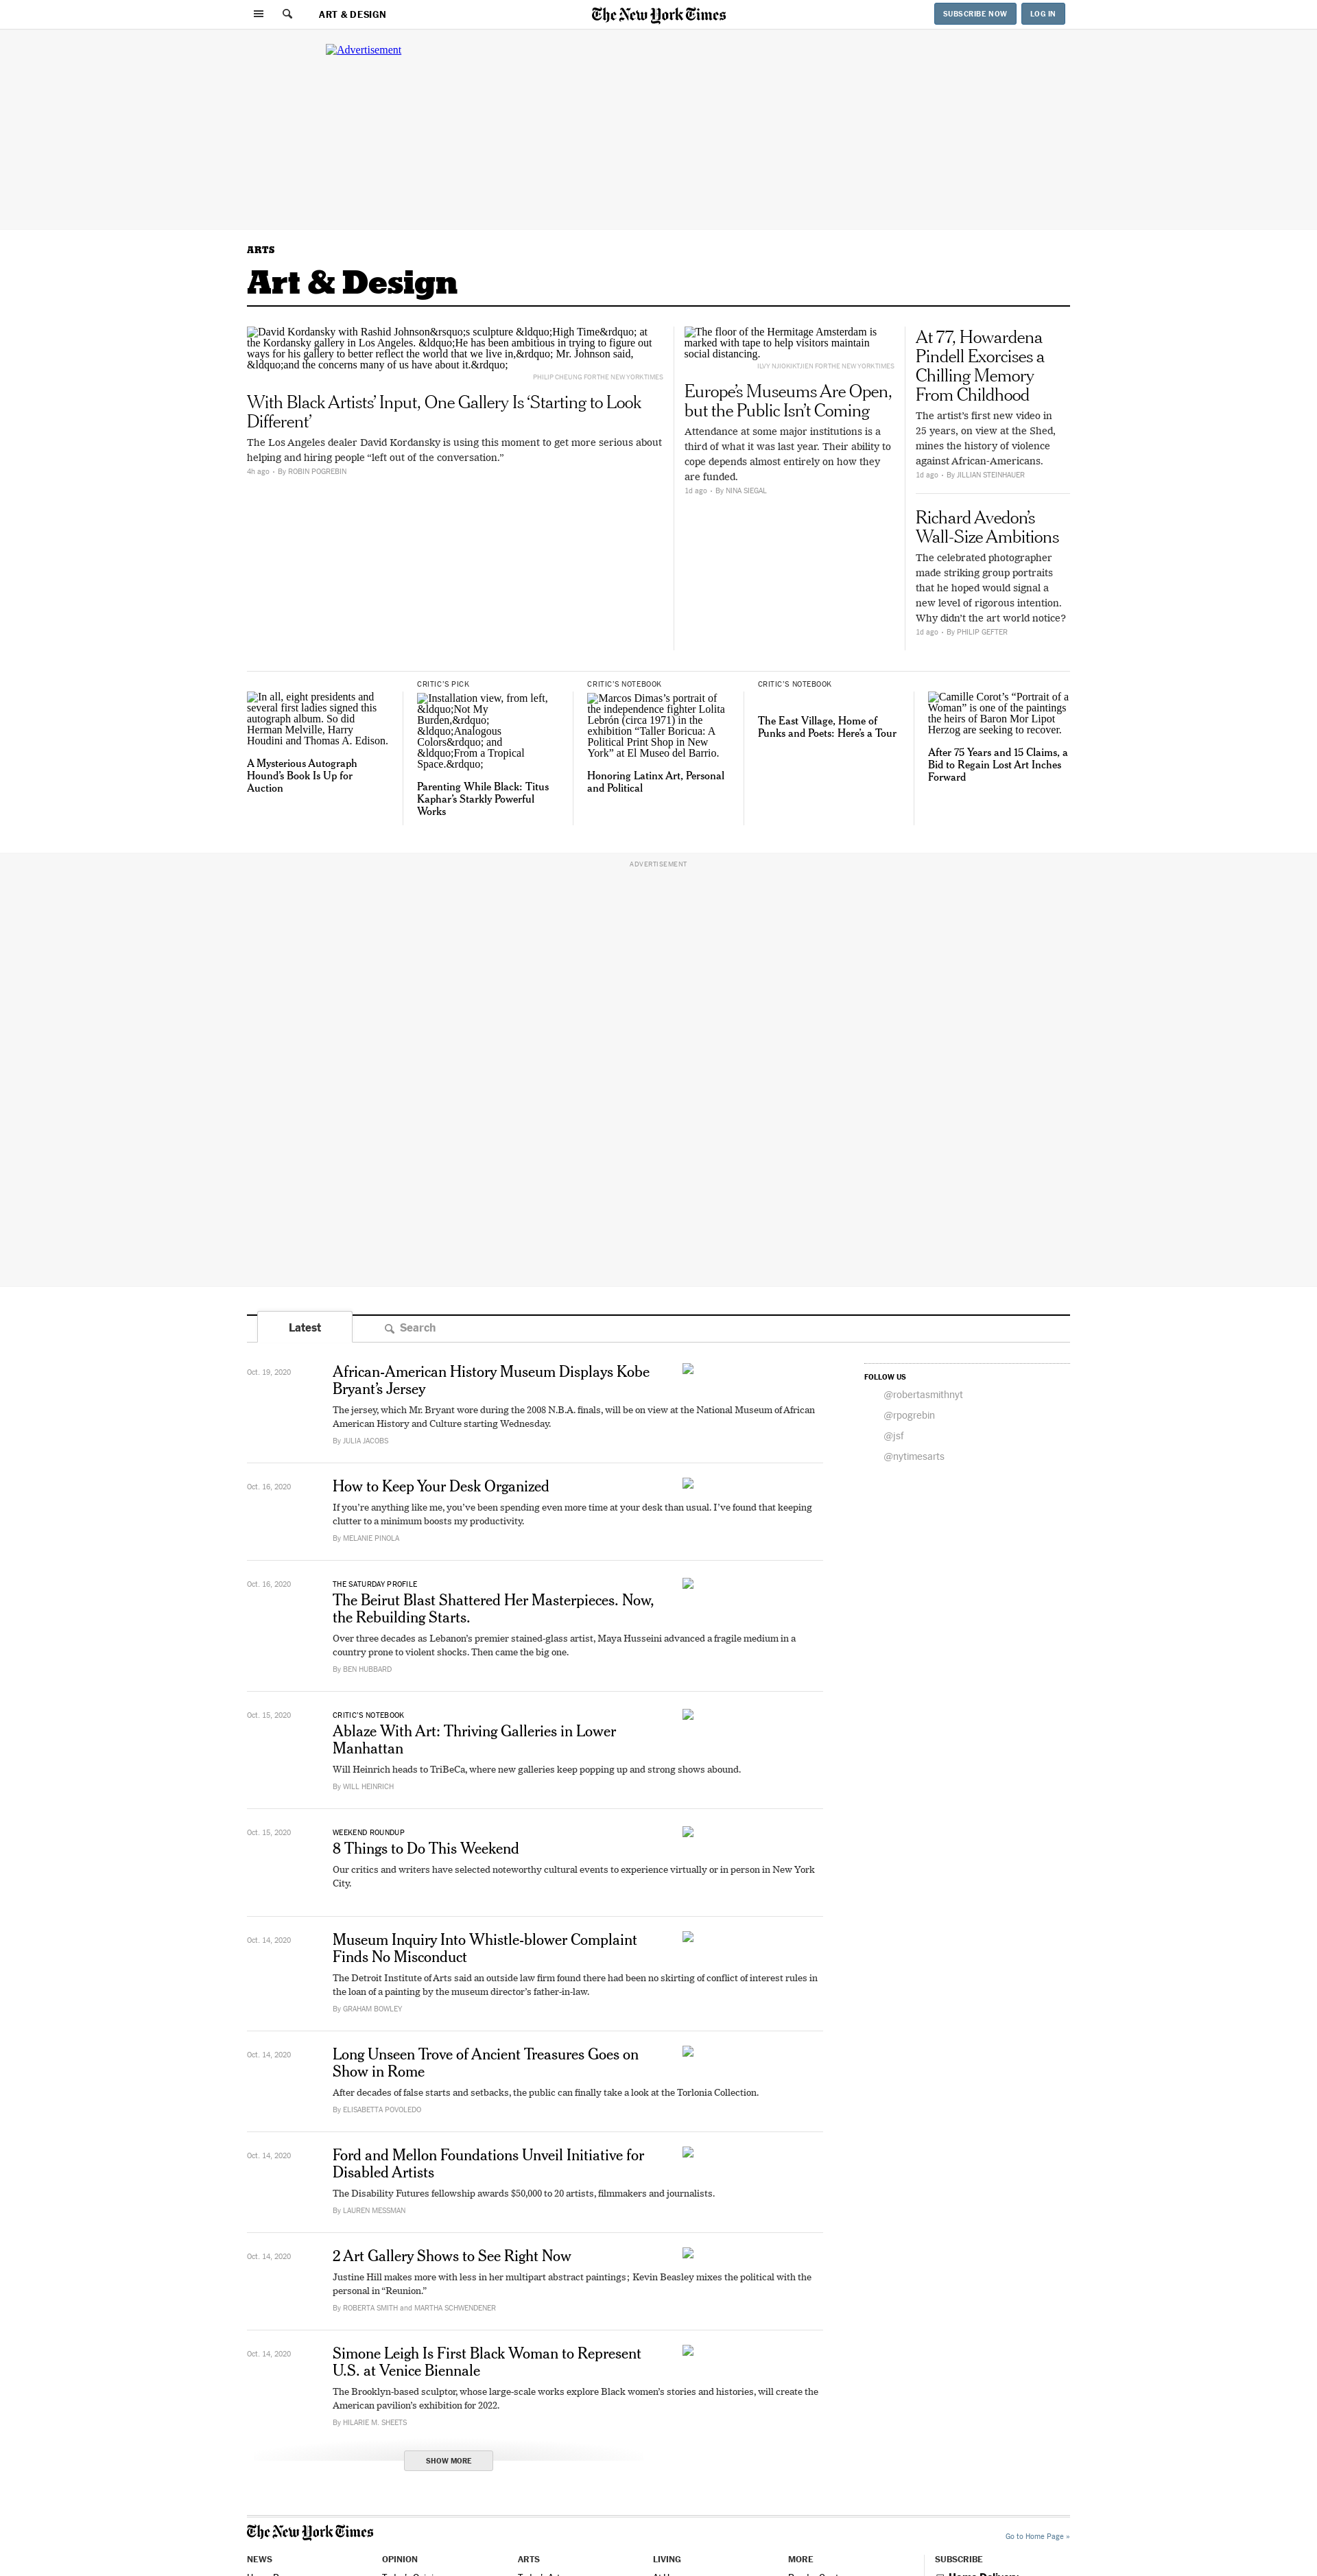 ART & DESIGN
The New York Times
SUBSCRIBE NOW
LOG IN
Advertisement
ARTS
Art & Design
David Kordansky with Rashid Johnson&rsquo;s sculpture &ldquo;High Time&rdquo; at
the Kordansky gallery in Los Angeles. &ldquo;He has been ambitious in trying to figure out
ways for his gallery to better reflect the world that we live in,&rdquo; Mr. Johnson said,
&ldquo;and the concerns many of us have about it.&rdquo;
PHILIP CHEUNG FOR THE NEW YORK TIMES
With Black Artists’ Input, One Gallery Is ‘Starting to Look
Different’
The Los Angeles dealer David Kordansky is using this moment to get more serious about
helping and hiring people “left out of the conversation.”
4h ago • By ROBIN POGREBIN
The floor of the Hermitage Amsterdam is
marked with tape to help visitors maintain
social distancing.
ILVY NJIOKIKTJIEN FOR THE NEW YORK TIMES
Europe’s Museums Are Open,
but the Public Isn’t Coming
Attendance at some major institutions is a
third of what it was last year. Their ability to
cope depends almost entirely on how they
are funded.
1d ago • By NINA SIEGAL
At 77, Howardena
Pindell Exorcises a
Chilling Memory
From Childhood
The artist’s first new video in
25 years, on view at the Shed,
mines the history of violence
against African-Americans.
1d ago • By JILLIAN STEINHAUER
Richard Avedon’s
Wall-Size Ambitions
The celebrated photographer
made striking group portraits
that he hoped would signal a
new level of rigorous intention.
Why didn’t the art world notice?
1d ago • By PHILIP GEFTER
In all, eight presidents and
several first ladies signed this
autograph album. So did
Herman Melville, Harry
Houdini and Thomas A. Edison.
A Mysterious Autograph
Hound’s Book Is Up for
Auction
CRITIC’S PICK
Installation view, from left,
&ldquo;Not My
Burden,&rdquo;
&ldquo;Analogous
Colors&rdquo; and
&ldquo;From a Tropical
Space.&rdquo;
Parenting While Black: Titus
Kaphar’s Starkly Powerful
Works
CRITIC’S NOTEBOOK
Marcos Dimas’s portrait of
the independence fighter Lolita
Lebrón (circa 1971) in the
exhibition “Taller Boricua: A
Political Print Shop in New
York” at El Museo del Barrio.
Honoring Latinx Art, Personal
and Political
CRITIC’S NOTEBOOK
The East Village, Home of
Punks and Poets: Here’s a Tour
Camille Corot’s “Portrait of a
Woman” is one of the paintings
the heirs of Baron Mor Lipot
Herzog are seeking to recover.
After 75 Years and 15 Claims, a
Bid to Regain Lost Art Inches
Forward
ADVERTISEMENT
Latest
Search
Oct. 19, 2020
African-American History Museum Displays Kobe
Bryant’s Jersey
The jersey, which Mr. Bryant wore during the 2008 N.B.A. finals, will be on view at the National Museum of African
American History and Culture starting Wednesday.
By JULIA JACOBS
Oct. 16, 2020
How to Keep Your Desk Organized
If you’re anything like me, you’ve been spending even more time at your desk than usual. I’ve found that keeping
clutter to a minimum boosts my productivity.
By MELANIE PINOLA
Oct. 16, 2020
THE SATURDAY PROFILE
The Beirut Blast Shattered Her Masterpieces. Now,
the Rebuilding Starts.
Over three decades as Lebanon’s premier stained-glass artist, Maya Husseini advanced a fragile medium in a
country prone to violent shocks. Then came the big one.
By BEN HUBBARD
Oct. 15, 2020
CRITIC’S NOTEBOOK
Ablaze With Art: Thriving Galleries in Lower
Manhattan
Will Heinrich heads to TriBeCa, where new galleries keep popping up and strong shows abound.
By WILL HEINRICH
Oct. 15, 2020
WEEKEND ROUNDUP
8 Things to Do This Weekend
Our critics and writers have selected noteworthy cultural events to experience virtually or in person in New York
City.
Oct. 14, 2020
Museum Inquiry Into Whistle-blower Complaint
Finds No Misconduct
The Detroit Institute of Arts said an outside law firm found there had been no skirting of conflict of interest rules in
the loan of a painting by the museum director’s father-in-law.
By GRAHAM BOWLEY
Oct. 14, 2020
Long Unseen Trove of Ancient Treasures Goes on
Show in Rome
After decades of false starts and setbacks, the public can finally take a look at the Torlonia Collection.
By ELISABETTA POVOLEDO
Oct. 14, 2020
Ford and Mellon Foundations Unveil Initiative for
Disabled Artists
The Disability Futures fellowship awards $50,000 to 20 artists, filmmakers and journalists.
By LAUREN MESSMAN
Oct. 14, 2020
2 Art Gallery Shows to See Right Now
Justine Hill makes more with less in her multipart abstract paintings; Kevin Beasley mixes the political with the
personal in “Reunion.”
By ROBERTA SMITH and MARTHA SCHWENDENER
Oct. 14, 2020
Simone Leigh Is First Black Woman to Represent
U.S. at Venice Biennale
The Brooklyn-based sculptor, whose large-scale works explore Black women’s stories and histories, will create the
American pavilion’s exhibition for 2022.
By HILARIE M. SHEETS
SHOW MORE
FOLLOW US
@robertasmithnyt
@rpogrebin
@jsf
@nytimesarts
The New York Times
Go to Home Page »
NEWS
OPINION
ARTS
LIVING
MORE
SUBSCRIBE